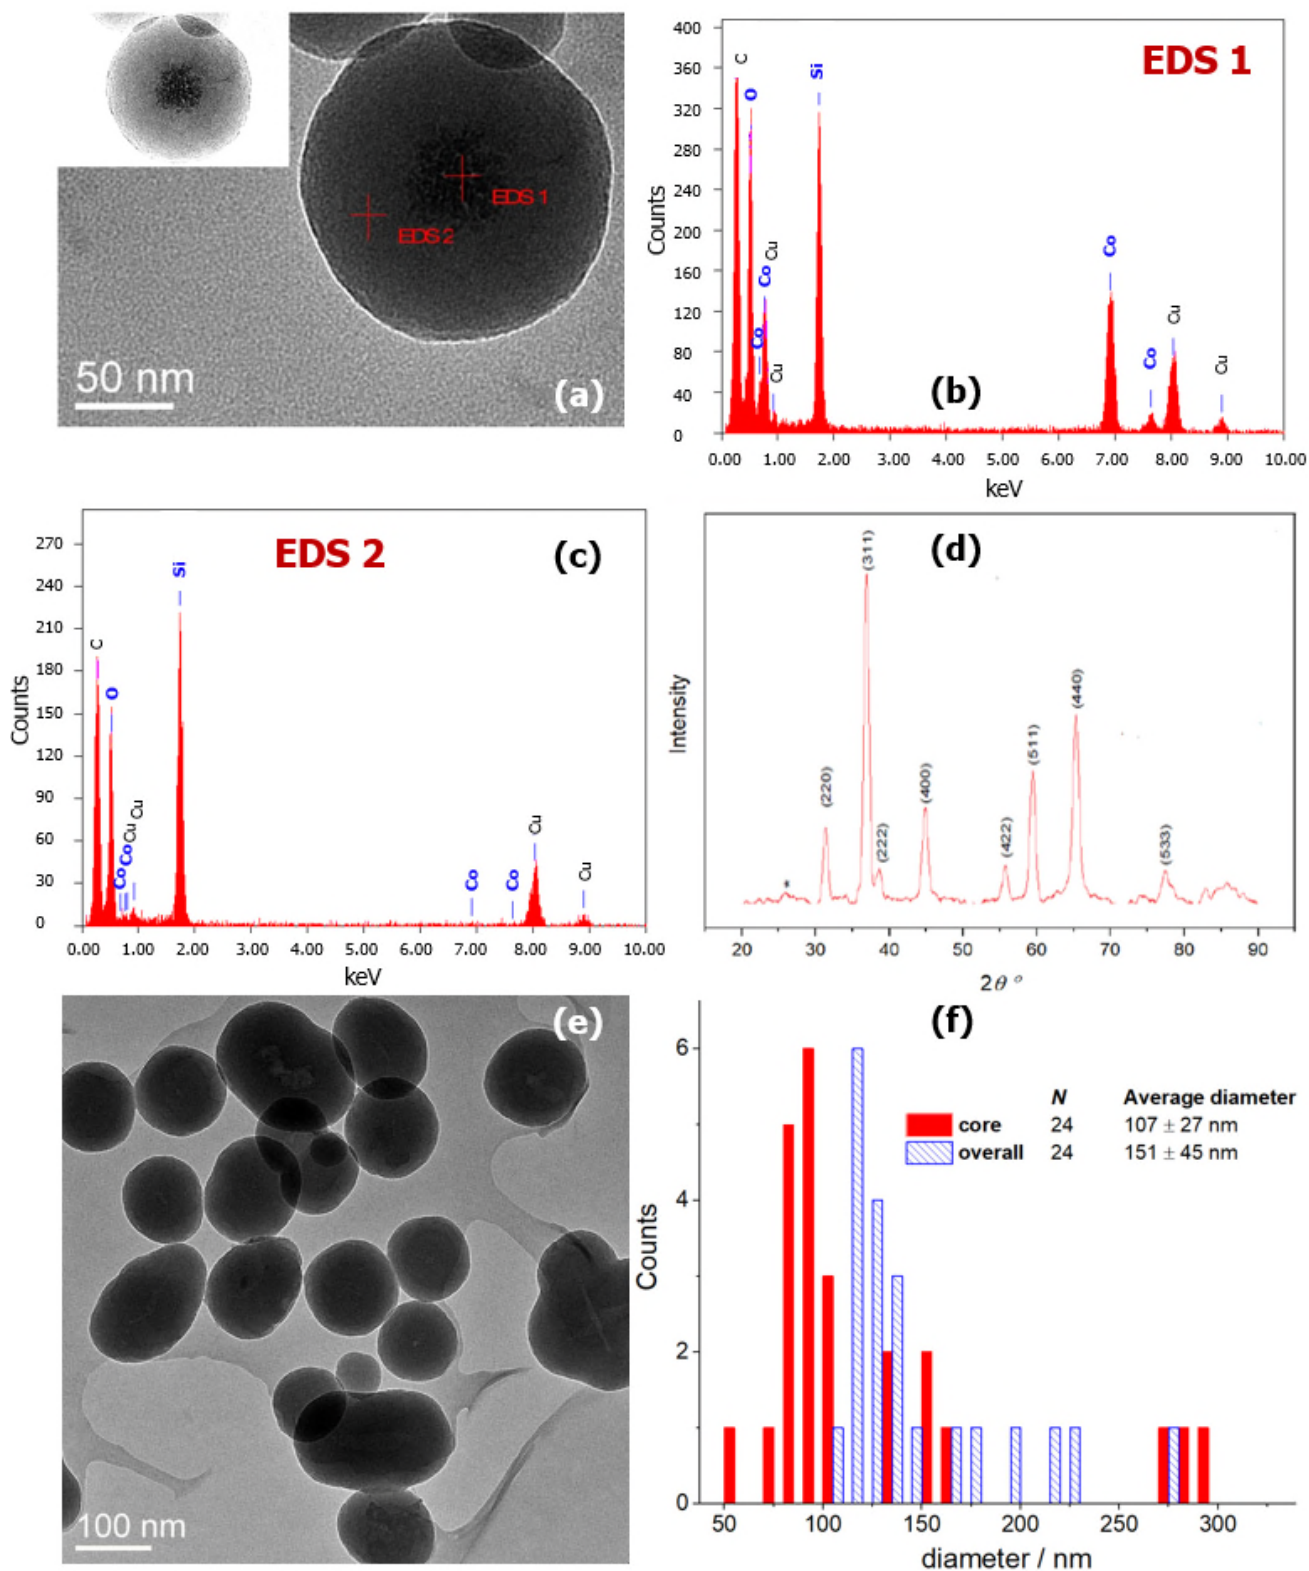 EDS 1
EDS 2
50 nm
(a)
EDS 1
(b)
400
360
320
280
240
200
160
120
80
40
0
Counts
C
O
Co
Co
Cu
Cu
Si
Co
Co
Cu
Cu
0.00 1.00 2.00 3.00 4.00 5.00 6.00 7.00 8.00 9.00 10.00
keV
EDS 2
(c)
270
240
210
180
150
120
90
60
30
0
Counts
C
O
Co
Co
Cu
Cu
Si
Co
Co
Cu
Cu
0.00 1.00 2.00 3.00 4.00 5.00 6.00 7.00 8.00 9.00 10.00
keV
(d)
Intensity
*
(220)
(311)
(222)
(400)
(422)
(511)
(440)
(533)
20 30 40 50 60 70 80 90
2θ °
(e)
100 nm
(f)
N Average diameter
core 24 107 ± 27 nm
overall 24 151 ± 45 nm
6
4
2
0
Counts
50 100 150 200 250 300
diameter / nm